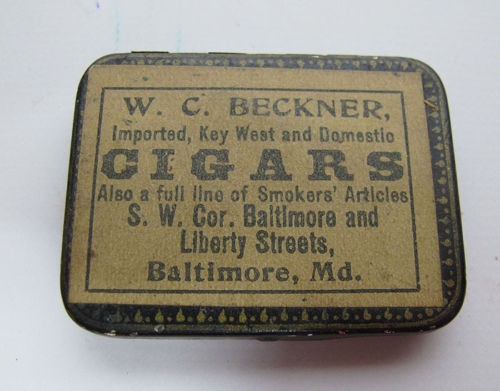 W. C. BECKNER,
Imported, Key West and Domestic
CIGARS
Also a full line of Smokers' Articles
S. W. Cor. Baltimore and
Liberty Streets,
Baltimore, Md.